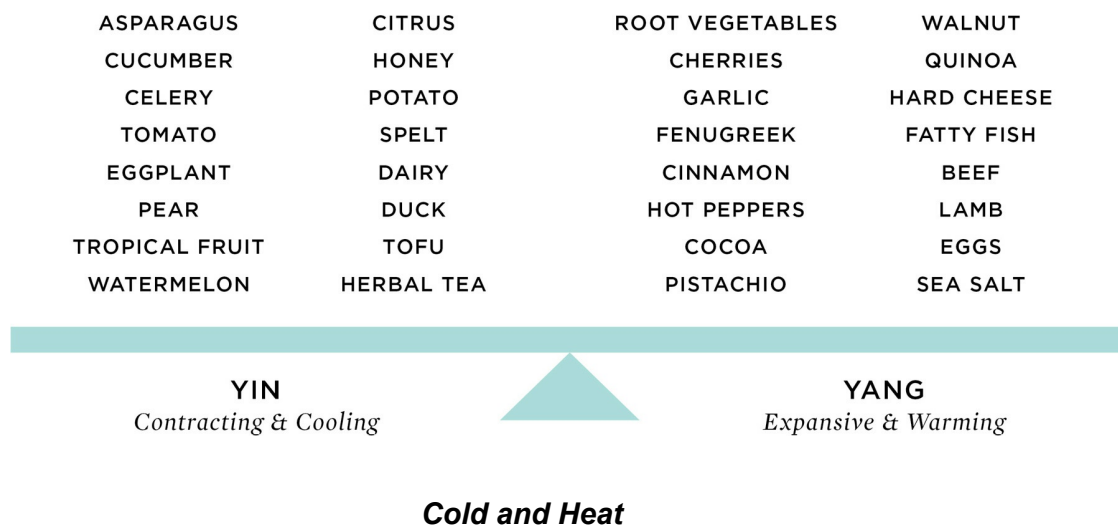 ASPARAGUS CITRUS ROOT VEGETABLES WALNUT
CUCUMBER HONEY CHERRIES QUINOA
CELERY POTATO GARLIC HARD CHEESE
TOMATO SPELT FENUGREEK FATTY FISH
EGGPLANT DAIRY CINNAMON BEEF
PEAR DUCK HOT PEPPERS LAMB
TROPICAL FRUIT TOFU COCOA EGGS
WATERMELON HERBAL TEA PISTACHIO SEA SALT
YIN YANG
Contracting & Cooling Expansive & Warming
Cold and Heat